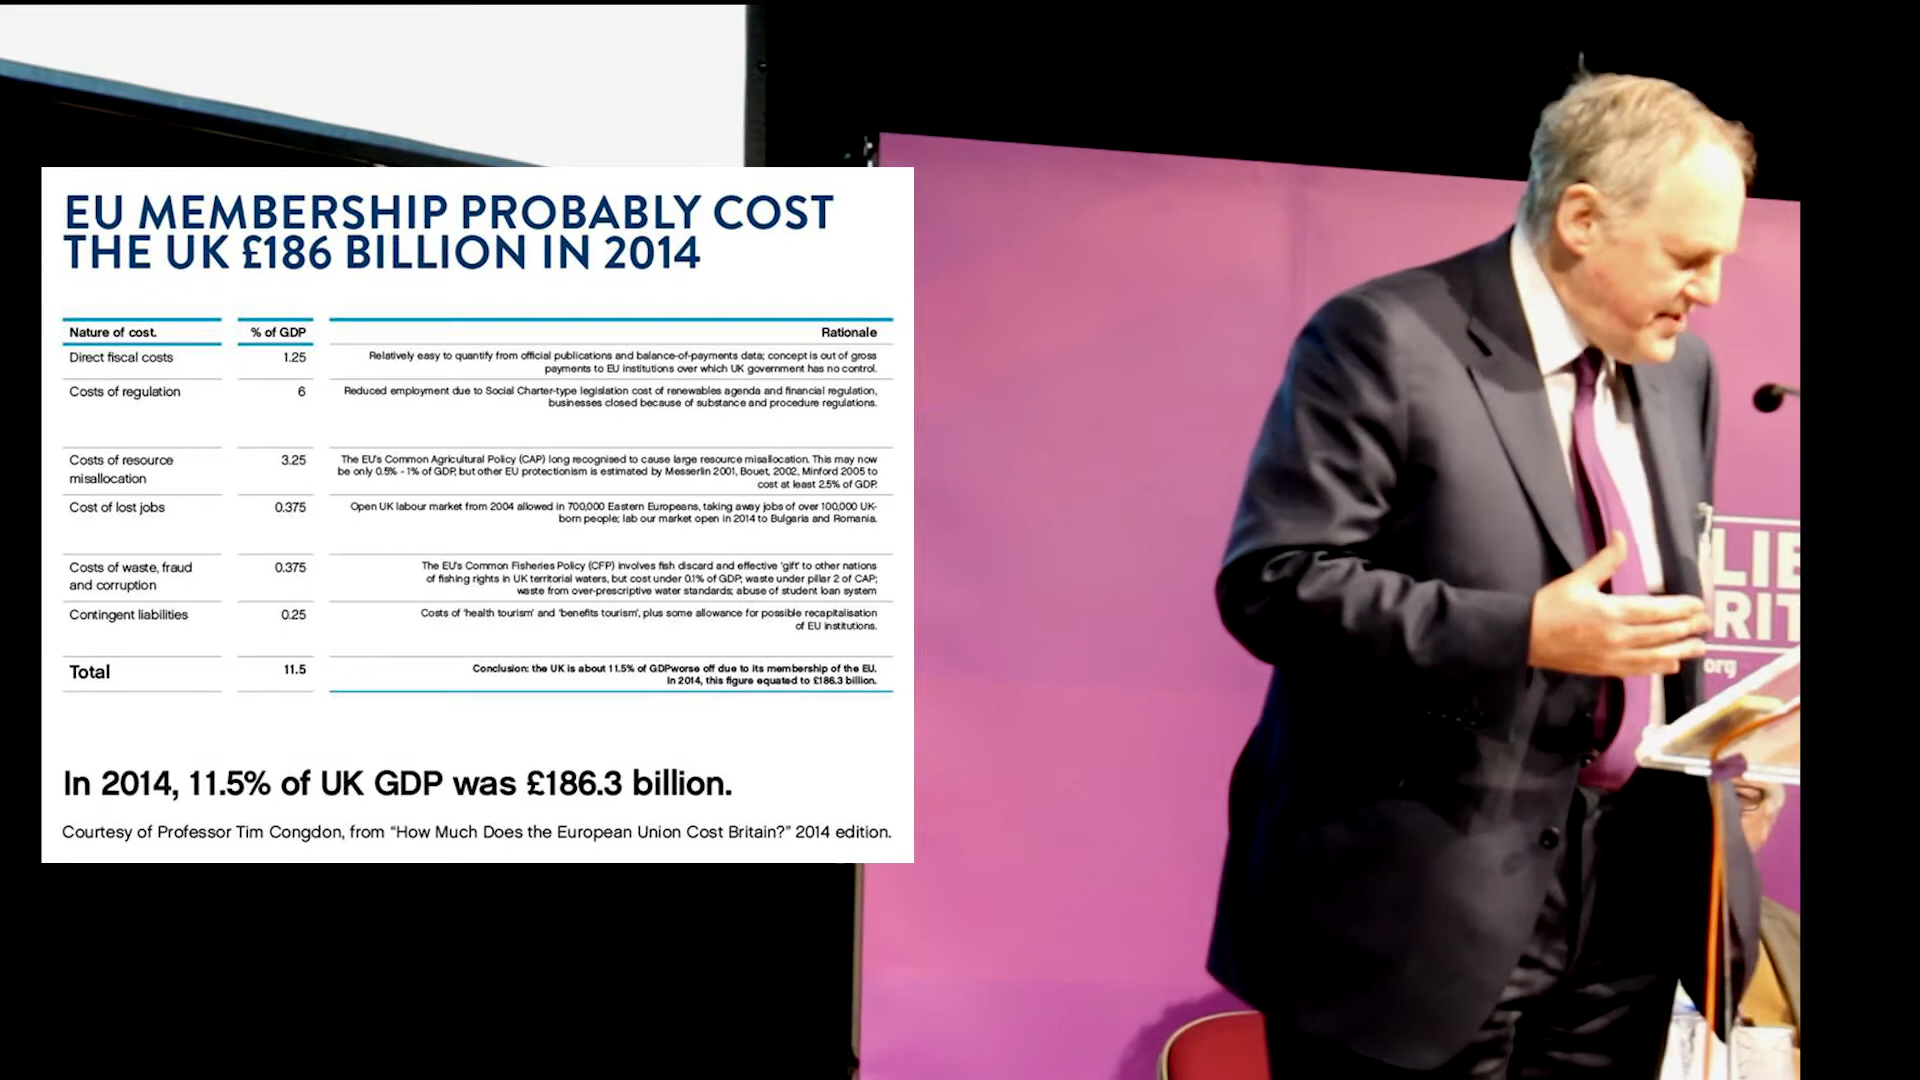 EU MEMBERSHIP PROBABLY COST
THE UK £186 BILLION IN 2014
Nature of cost. % of GDP Rationale
Direct fiscal costs 1.25 Relatively easy to quantify from official publications and balance-of-payments data; concept is out of gross
payments to EU institutions over which UK government has no control.
Costs of regulation 6 Reduced employment due to Social Charter-type legislation cost of renewables agenda and financial regulation,
businesses closed because of substance and procedure regulations.
Costs of resource
misallocation 3.25 The EU's Common Agricultural Policy (CAP) long recognised to cause large resource misallocation. This may now
be only 0.5% - 1% of GDP, but other EU protectionism is estimated by Messerlin 2001, Bouet, 2002, Minford 2005 to
cost at least 2.5% of GDP.
Cost of lost jobs 0.375 Open UK labour market from 2004 allowed in 700,000 Eastern Europeans, taking away jobs of over 100,000 UK-
born people; lab our market open in 2014 to Bulgaria and Romania.
Costs of waste, fraud
and corruption 0.375 The EU's Common Fisheries Policy (CFP) involves fish discard and effective 'gift' to other nations
of fishing rights in UK territorial waters, but cost under 0.1% of GDP; waste under pillar 2 of CAP;
waste from over-prescriptive water standards; abuse of student loan system
Contingent liabilities 0.25 Costs of 'health tourism' and 'benefits tourism', plus some allowance for possible recapitalisation
of EU institutions.
Total 11.5 Conclusion: the UK is about 11.5% of GDPworse off due to its membership of the EU.
In 2014, this figure equated to £186.3 billion.
In 2014, 11.5% of UK GDP was £186.3 billion.
Courtesy of Professor Tim Congdon, from “How Much Does the European Union Cost Britain?” 2014 edition.
LIE
RIT
org